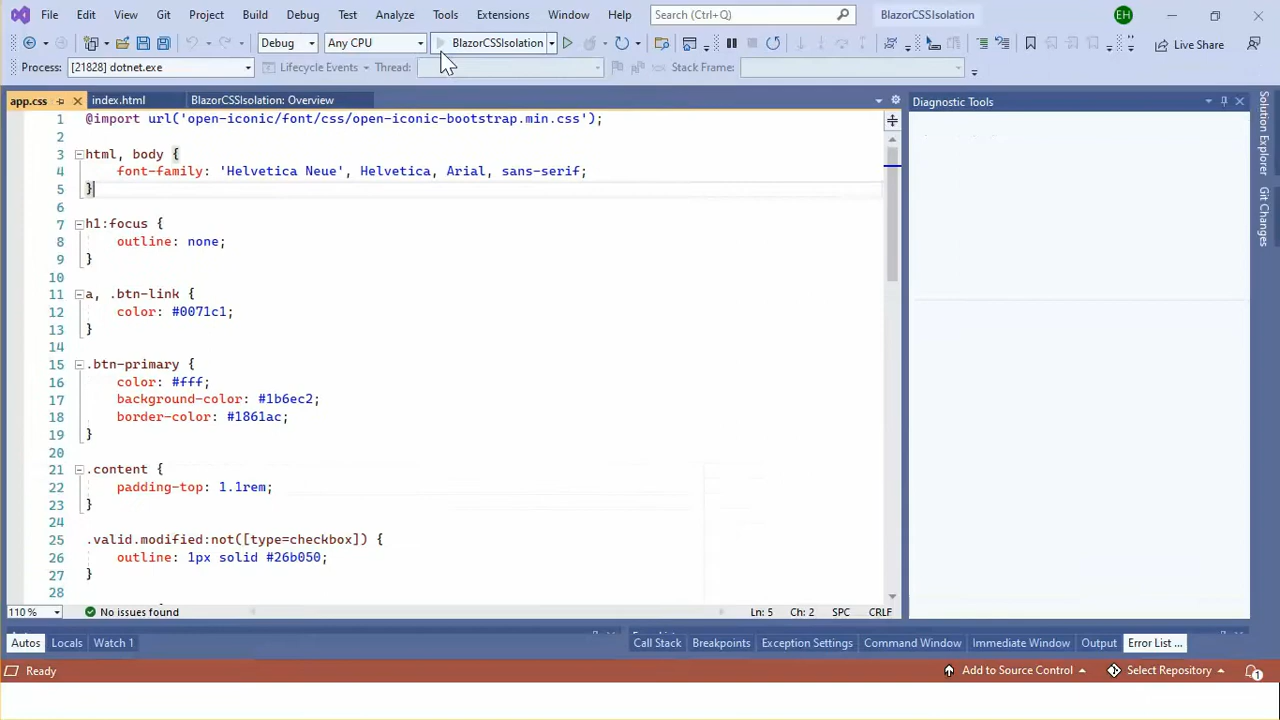 File Edit View Git Project Build Debug Test Analyze Tools Extensions Window Help Search (Ctrl+Q) BlazorCSSIsolation EH
Debug Any CPU BlazorCSSIsolation Live Share
Process: [21828] dotnet.exe Lifecycle Events Thread: Stack Frame:
app.css index.html BlazorCSSIsolation: Overview Diagnostic Tools
1 @import url('open-iconic/font/css/open-iconic-bootstrap.min.css');
2
3 html, body {
4 font-family: 'Helvetica Neue', Helvetica, Arial, sans-serif;
5 }
6
7 h1:focus {
8 outline: none;
9 }
10
11 a, .btn-link {
12 color: #0071c1;
13 }
14
15 .btn-primary {
16 color: #fff;
17 background-color: #1b6ec2;
18 border-color: #1861ac;
19 }
20
21 .content {
22 padding-top: 1.1rem;
23 }
24
25 .valid.modified:not([type=checkbox]) {
26 outline: 1px solid #26b050;
27 }
28
Solution Explorer
Git Changes
110 % No issues found Ln: 5 Ch: 2 SPC CRLF
Autos Locals Watch 1 Call Stack Breakpoints Exception Settings Command Window Immediate Window Output Error List ...
Ready Add to Source Control Select Repository 1